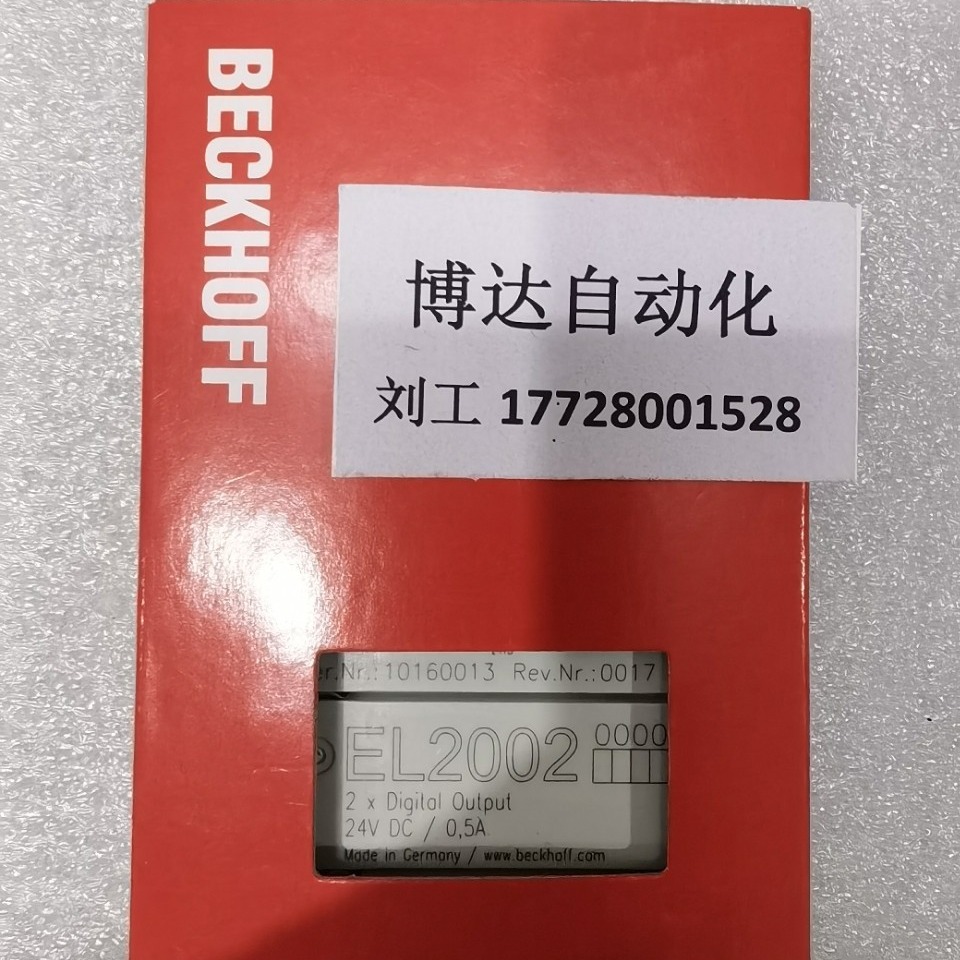 BECKHOFF
博达自动化
刘工 17728001528
r.Nr.:10160013 Rev.Nr.:0017
EL2002 0000
2 x Digital Output
24V DC / 0,5A
Made in Germany / www.beckhoff.com